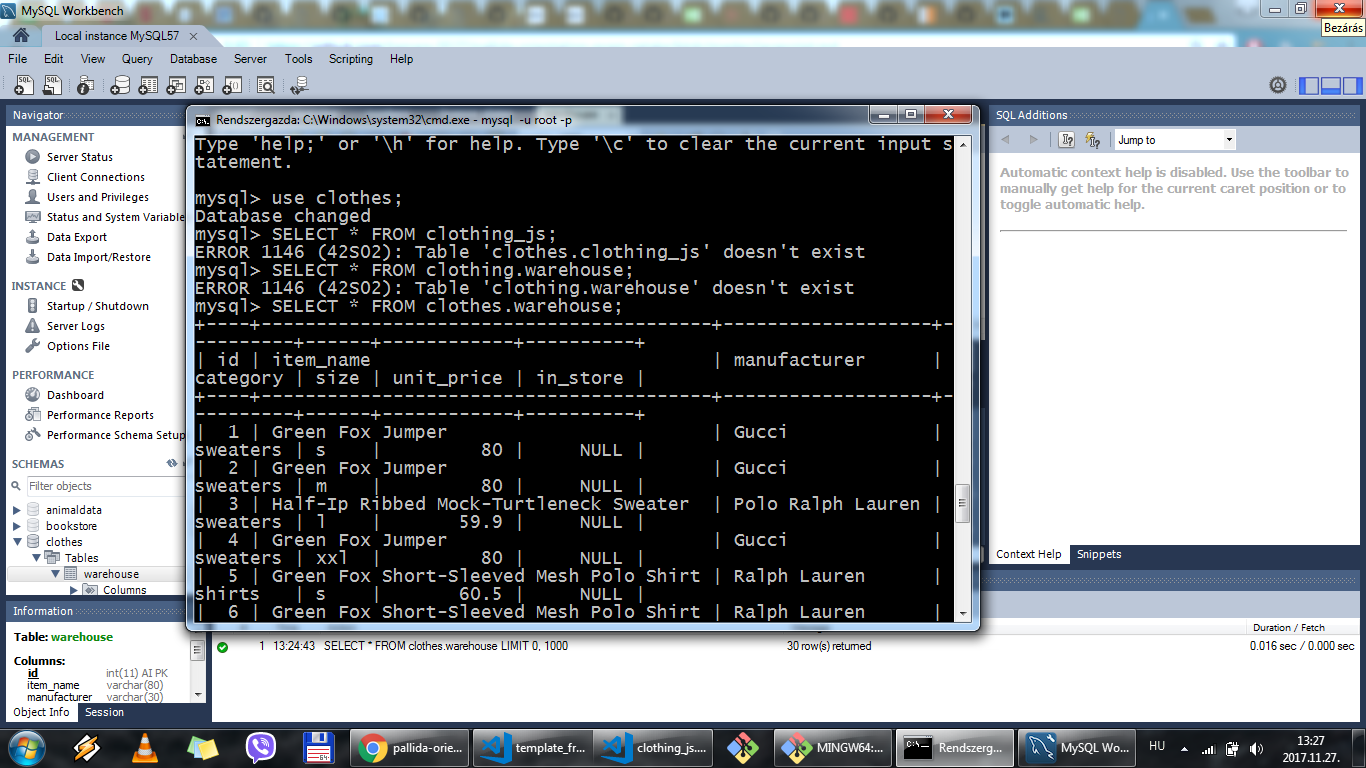 MySQL Workbench
Bezárás
Local instance MySQL57
File Edit View Query Database Server Tools Scripting Help
Navigator
MANAGEMENT
Server Status
Client Connections
Users and Privileges
Status and System Variable
Data Export
Data Import/Restore
INSTANCE
Startup / Shutdown
Server Logs
Options File
PERFORMANCE
Dashboard
Performance Reports
Performance Schema Setup
SCHEMAS
Filter objects
animaldata
bookstore
clothes
Tables
warehouse
Columns
Information
Table: warehouse
Columns:
id int(11) AI PK
item_name varchar(80)
manufacturer varchar(30)
Object Info Session
Rendszergazda: C:\Windows\system32\cmd.exe - mysql -u root -p
Type 'help;' or '\h' for help. Type '\c' to clear the current input s
tatement.
mysql> use clothes;
Database changed
mysql> SELECT * FROM clothing_js;
ERROR 1146 (42S02): Table 'clothes.clothing_js' doesn't exist
mysql> SELECT * FROM clothing.warehouse;
ERROR 1146 (42S02): Table 'clothing.warehouse' doesn't exist
mysql> SELECT * FROM clothes.warehouse;
+----+-----------------------------------------+-------------------+-
---------+------+------------+----------+
| id | item_name | manufacturer |
category | size | unit_price | in_store |
+----+-----------------------------------------+-------------------+-
---------+------+------------+----------+
| 1 | Green Fox Jumper | Gucci |
sweaters | s | 80 | NULL |
| 2 | Green Fox Jumper | Gucci |
sweaters | m | 80 | NULL |
| 3 | Half-Ip Ribbed Mock-Turtleneck Sweater | Polo Ralph Lauren |
sweaters | l | 59.9 | NULL |
| 4 | Green Fox Jumper | Gucci |
sweaters | xxl | 80 | NULL |
| 5 | Green Fox Short-Sleeved Mesh Polo Shirt | Ralph Lauren |
shirts | s | 60.5 | NULL |
| 6 | Green Fox Short-Sleeved Mesh Polo Shirt | Ralph Lauren |
SQL Additions
Jump to
Automatic context help is disabled. Use the toolbar to
manually get help for the current caret position or to
toggle automatic help.
Context Help Snippets
Duration / Fetch
1 13:24:43 SELECT * FROM clothes.warehouse LIMIT 0, 1000 30 row(s) returned 0.016 sec / 0.000 sec
pallida-orie... template_fr... clothing_js.... MINGW64:... Rendszerg... MySQL Wo... HU 13:27
2017.11.27.